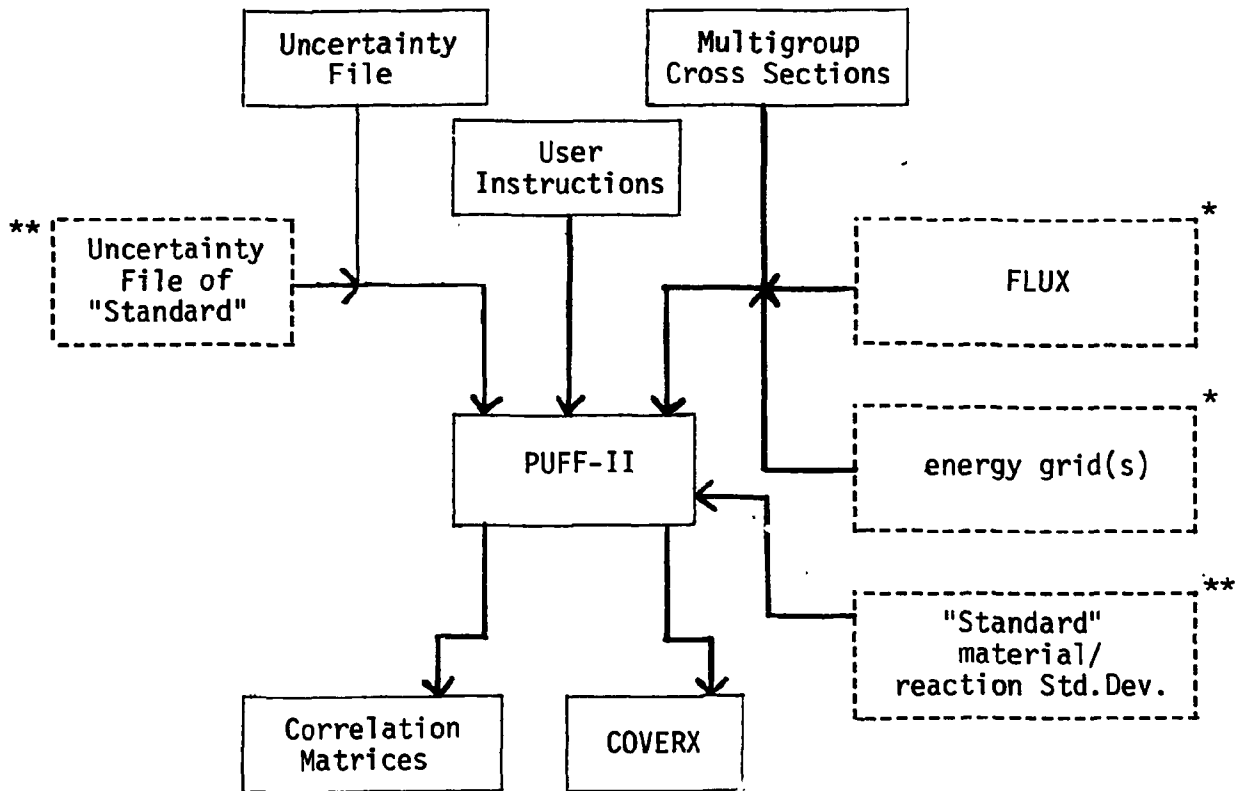 Uncertainty
File
Multigroup
Cross Sections
User
Instructions
**
Uncertainty
File of
"Standard"
*
FLUX
*
energy grid(s)
PUFF-II
**
"Standard"
material/
reaction Std.Dev.
Correlation
Matrices
COVERX